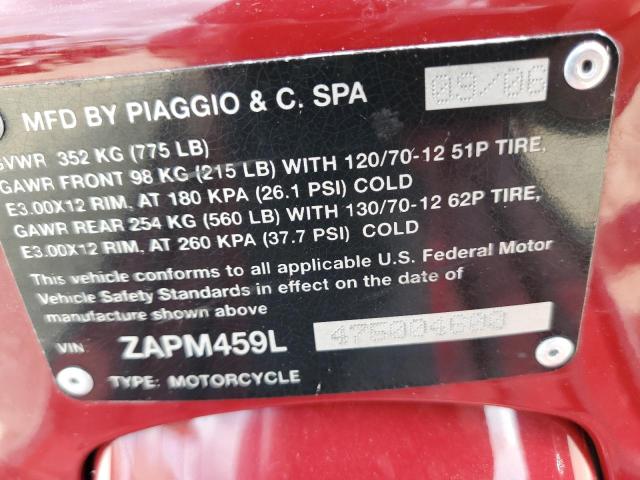 MFD BY PIAGGIO & C. SPA 09/06
GVWR 352 KG (775 LB)
GAWR FRONT 98 KG (215 LB) WITH 120/70-12 51P TIRE,
E3.00X12 RIM, AT 180 KPA (26.1 PSI) COLD
GAWR REAR 254 KG (560 LB) WITH 130/70-12 62P TIRE,
E3.00X12 RIM, AT 260 KPA (37.7 PSI) COLD
This vehicle conforms to all applicable U.S. Federal Motor
Vehicle Safety Standards in effect on the date of
manufacture shown above
VIN ZAPM459L 475004608
TYPE: MOTORCYCLE